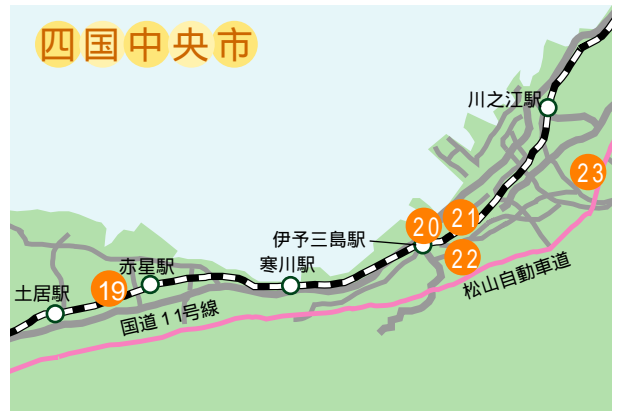 四国中央市
川之江駅
23
21
20
伊予三島駅
22
寒川駅
松山自動車道
赤星駅
19
土居駅
国道11号線